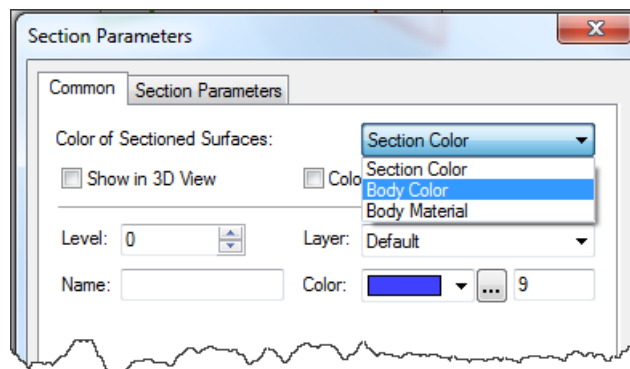 Section Parameters
Common Section Parameters
Color of Sectioned Surfaces: Section Color
Section Color
Show in 3D View Colo
Body Color
Body Material
Level: 0 Layer: Default
Name: Color: ... 9